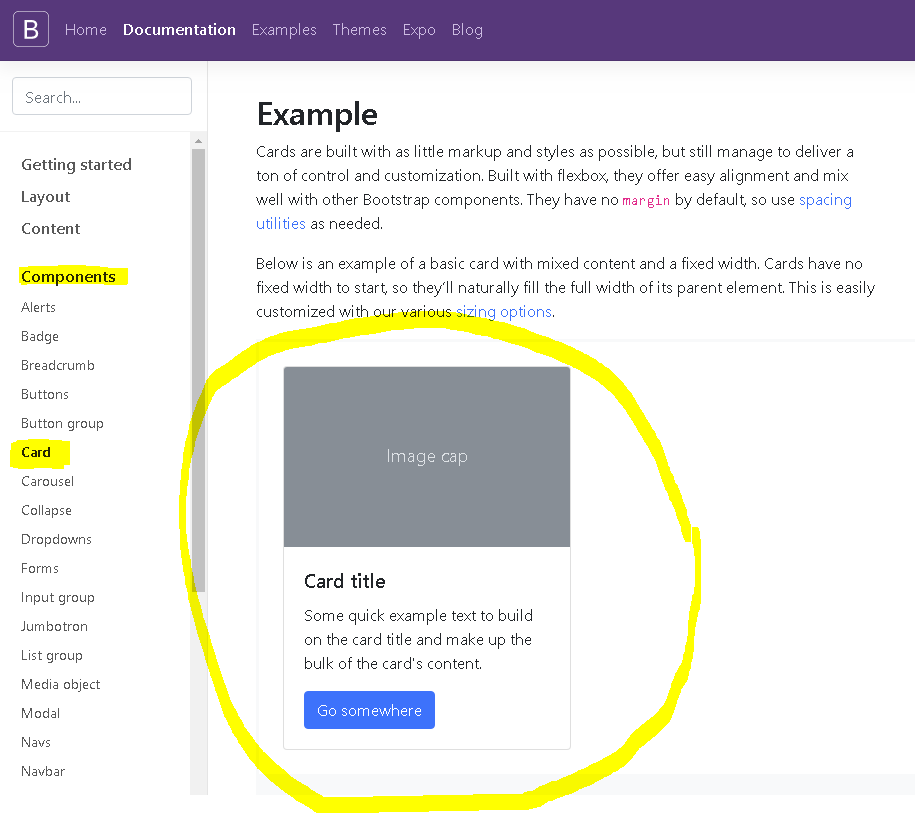 B Home Documentation Examples Themes Expo Blog
Search...
Getting started
Layout
Content
Components
Alerts
Badge
Breadcrumb
Buttons
Button group
Card
Carousel
Collapse
Dropdowns
Forms
Input group
Jumbotron
List group
Media object
Modal
Navs
Navbar
Example
Cards are built with as little markup and styles as possible, but still manage to deliver a
ton of control and customization. Built with flexbox, they offer easy alignment and mix
well with other Bootstrap components. They have no margin by default, so use spacing
utilities as needed.
Below is an example of a basic card with mixed content and a fixed width. Cards have no
fixed width to start, so they’ll naturally fill the full width of its parent element. This is easily
customized with our various sizing options.
Image cap
Card title
Some quick example text to build
on the card title and make up the
bulk of the card's content.
Go somewhere